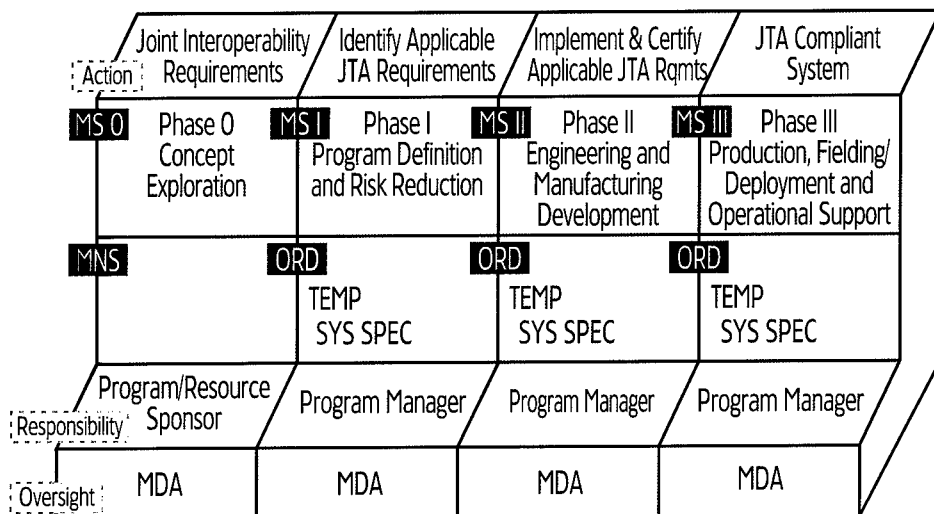 Joint Interoperability
Requirements
Identify Applicable
JTA Requirements
Implement & Certify
Applicable JTA Rqmts
JTA Compliant
System
Action
MS 0
Phase 0
Concept
Exploration
MS I
Phase I
Program Definition
and Risk Reduction
MS II
Phase II
Engineering and
Manufacturing
Development
MS III
Phase III
Production, Fielding/
Deployment and
Operational Support
MNS
ORD
TEMP
SYS SPEC
ORD
TEMP
SYS SPEC
ORD
TEMP
SYS SPEC
Responsibility
Program/Resource
Sponsor
Program Manager
Program Manager
Program Manager
Oversight
MDA
MDA
MDA
MDA